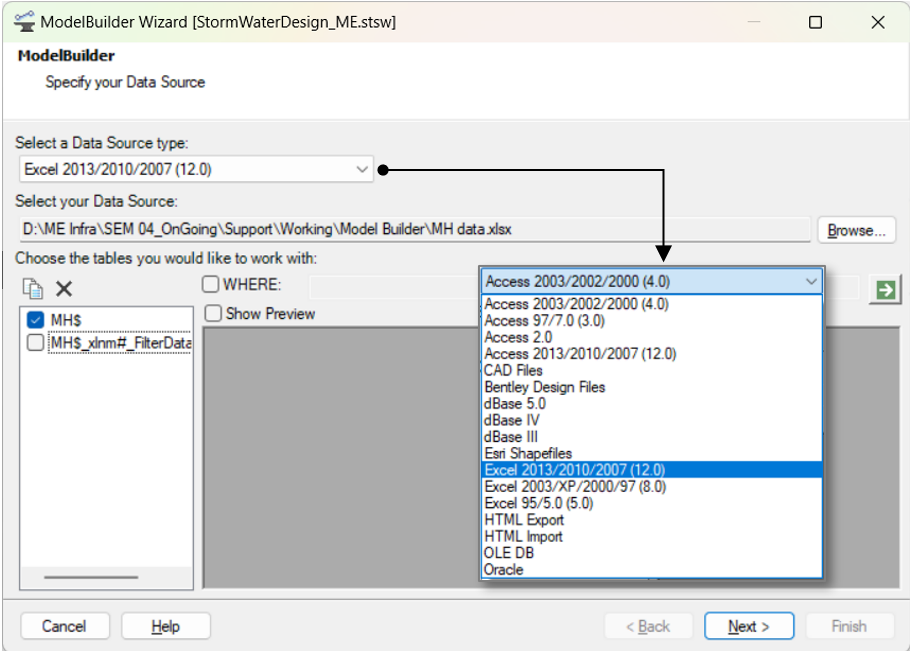 ModelBuilder Wizard [StormWaterDesign_ME.stsw]
ModelBuilder
Specify your Data Source
Select a Data Source type:
Excel 2013/2010/2007 (12.0)
Select your Data Source:
D:\ME Infra\SEM 04_OnGoing\Support\Working\Model Builder\MH data.xlsx
Browse...
Choose the tables you would like to work with:
WHERE:
Show Preview
MH$
MH$_xlnm#_FilterData
Access 2003/2002/2000 (4.0)
Access 2003/2002/2000 (4.0)
Access 97/7.0 (3.0)
Access 2.0
Access 2013/2010/2007 (12.0)
CAD Files
Bentley Design Files
dBase 5.0
dBase IV
dBase III
Esri Shapefiles
Excel 2013/2010/2007 (12.0)
Excel 2003/XP/2000/97 (8.0)
Excel 95/5.0 (5.0)
HTML Export
HTML Import
OLE DB
Oracle
Cancel
Help
< Back
Next >
Finish